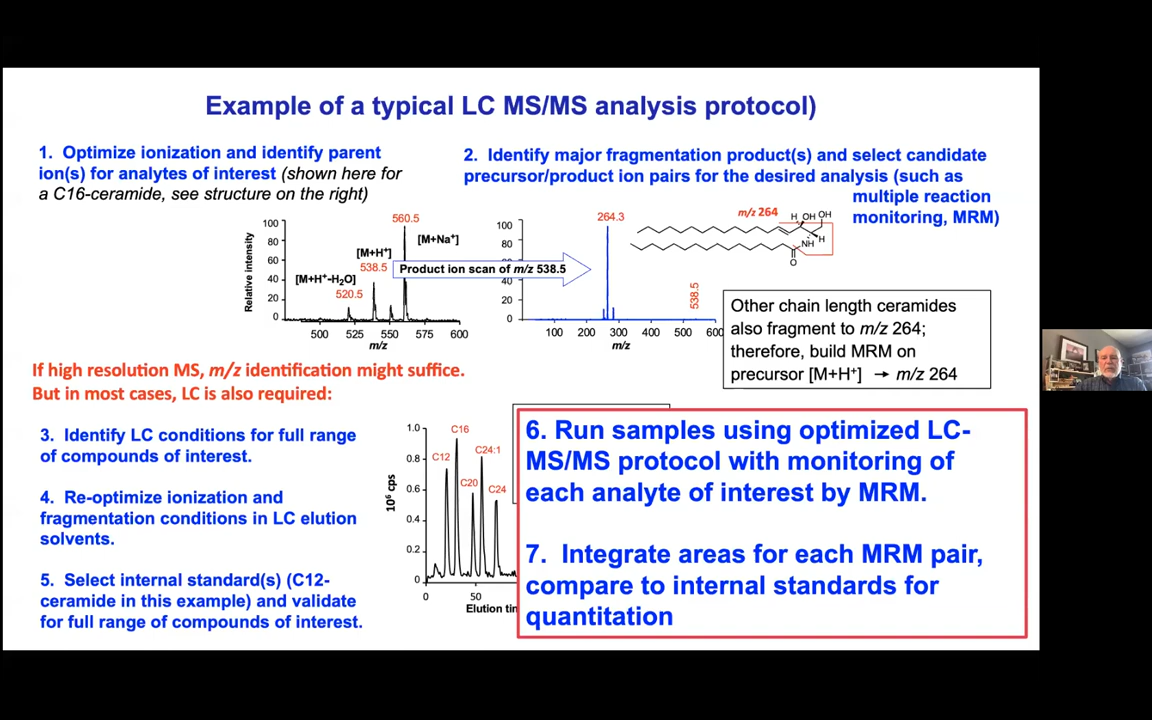 Example of a typical LC MS/MS analysis protocol)
1. Optimize ionization and identify parent
ion(s) for analytes of interest (shown here for
a C16-ceramide, see structure on the right)
2. Identify major fragmentation product(s) and select candidate
precursor/product ion pairs for the desired analysis (such as
multiple reaction
monitoring, MRM)
Relative intensity
100
80
60
40
20
0
[M+H⁺-H₂O]
520.5
[M+H⁺]
538.5
560.5
[M+Na⁺]
500 525 550 575 600
m/z
Product ion scan of m/z 538.5
100
80
20
0
264.3
538.5
100 200 300 400 500 600
m/z
m/z 264
H OH OH
H
NH
O
Other chain length ceramides
also fragment to m/z 264;
therefore, build MRM on
precursor [M+H⁺] → m/z 264
If high resolution MS, m/z identification might suffice.
But in most cases, LC is also required:
3. Identify LC conditions for full range
of compounds of interest.
4. Re-optimize ionization and
fragmentation conditions in LC elution
solvents.
5. Select internal standard(s) (C12-
ceramide in this example) and validate
for full range of compounds of interest.
10⁶ cps
1.0
0.8
0.6
0.4
0.2
0
C12
C16
C20
C24:1
C24
0 50
Elution
6. Run samples using optimized LC-
MS/MS protocol with monitoring of
each analyte of interest by MRM.
7. Integrate areas for each MRM pair,
compare to internal standards for
quantitation